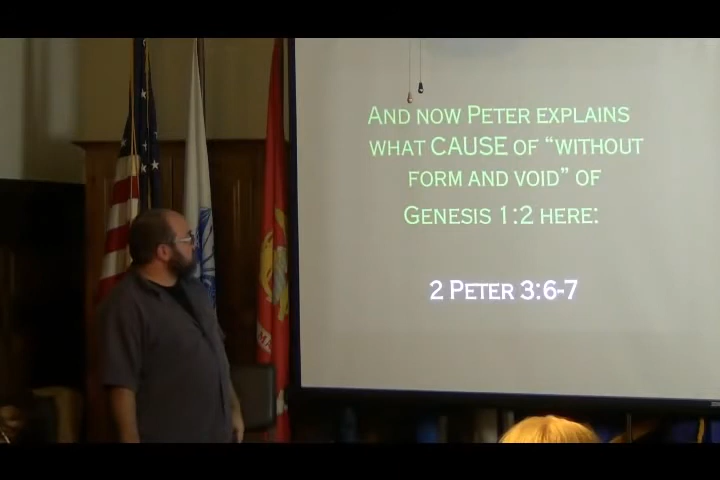 And now Peter explains
what CAUSE of “without
form and void” of
Genesis 1:2 here:
2 Peter 3:6-7